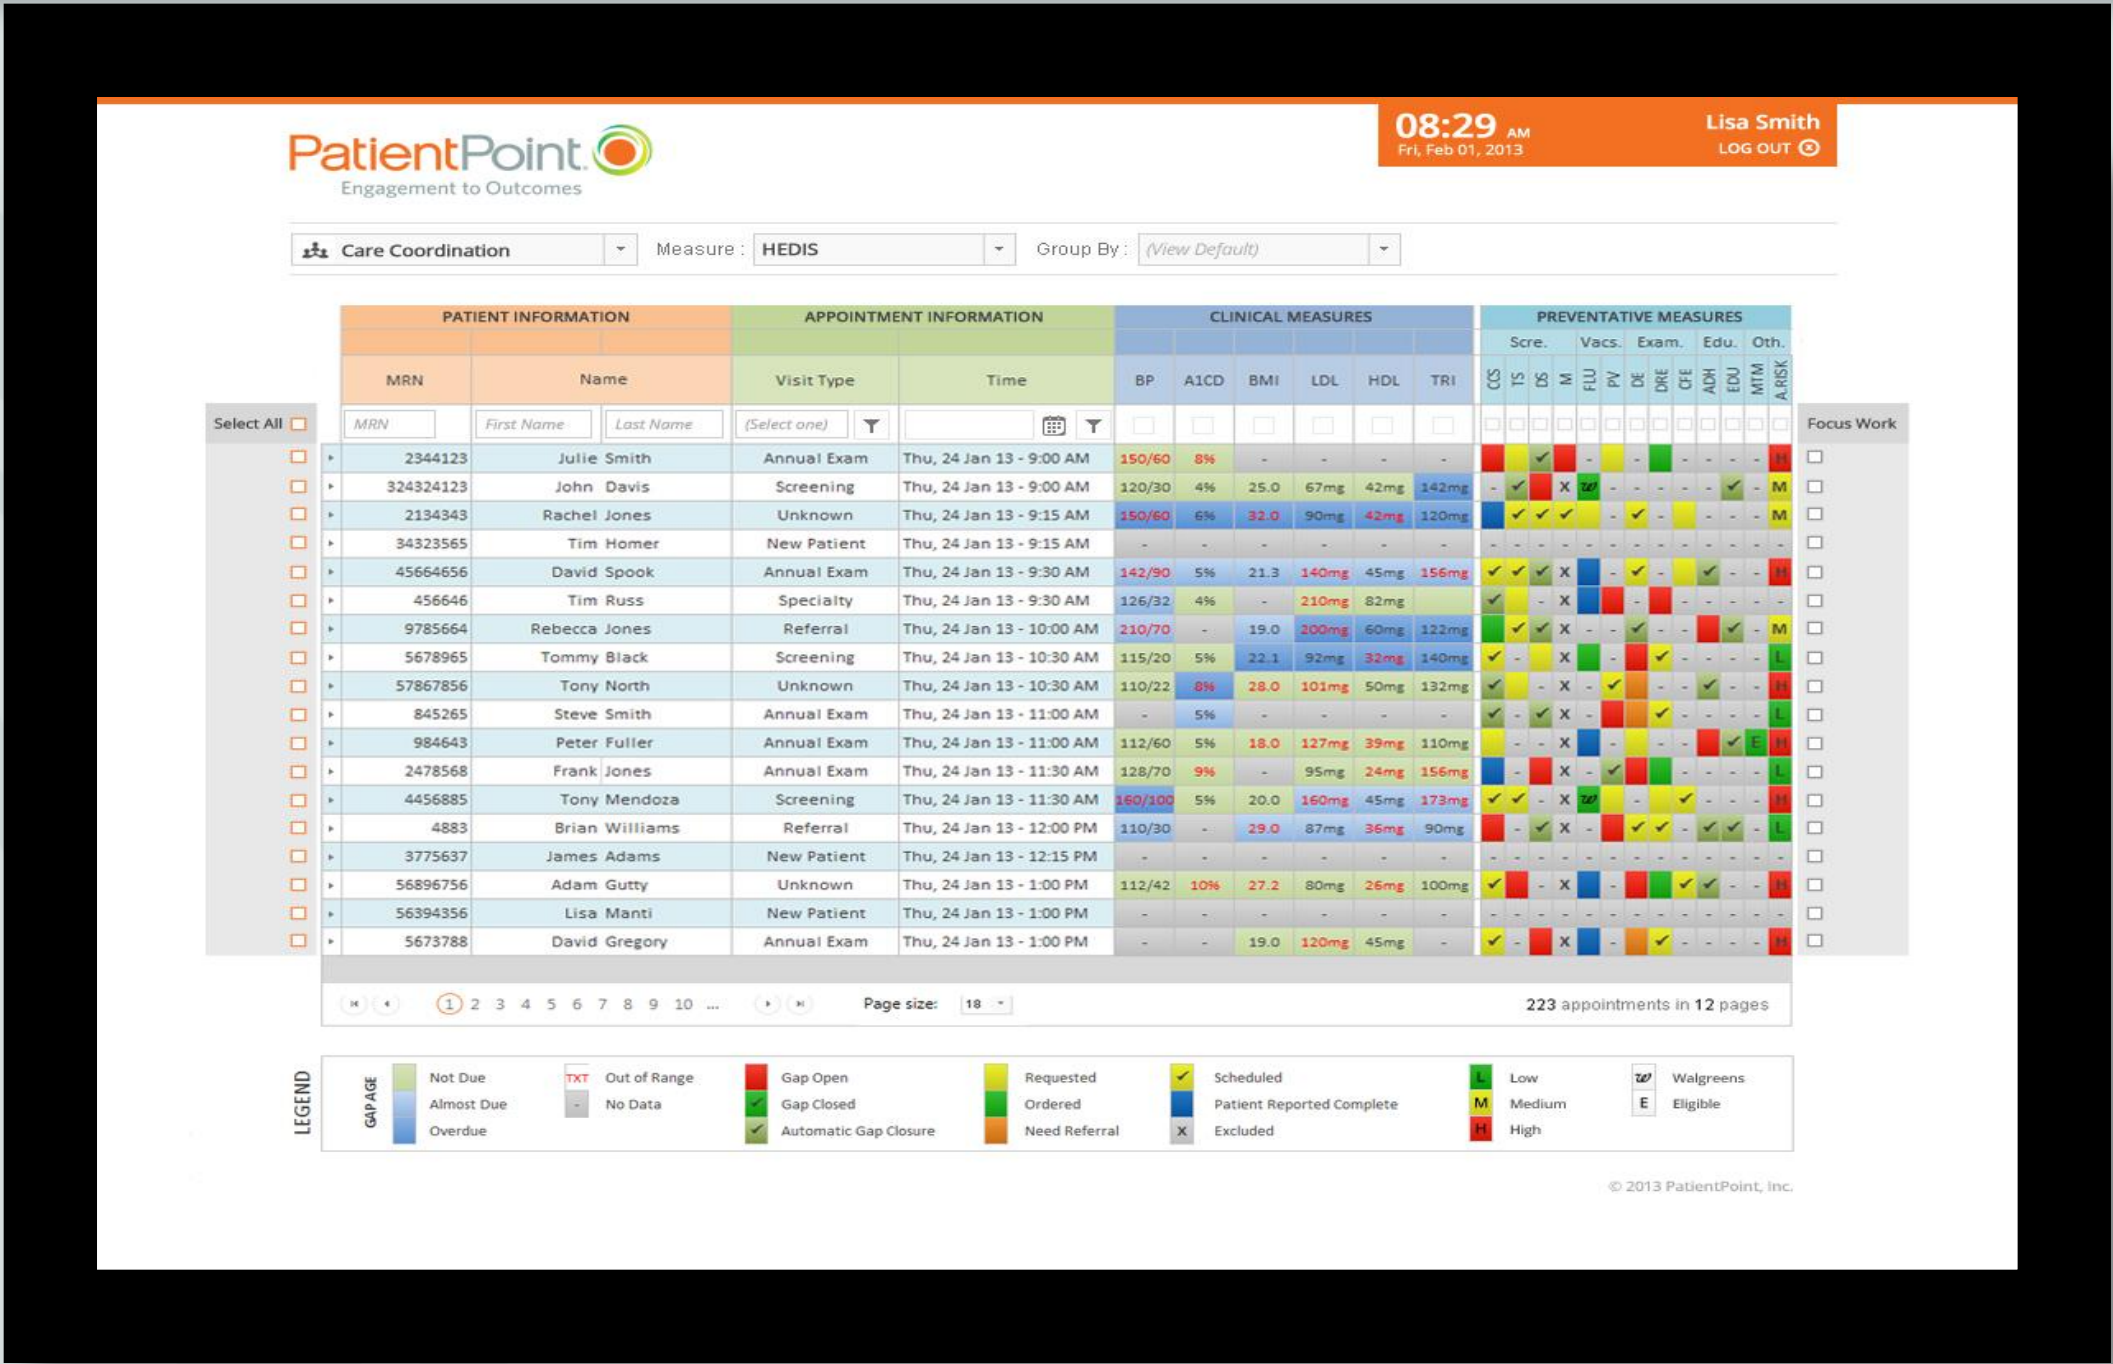 08:29 AM
Fri, Feb 01, 2013
Lisa Smith
LOG OUT
PatientPoint.
Engagement to Outcomes
Care Coordination Measure : HEDIS Group By : (View Default)
PATIENT INFORMATION APPOINTMENT INFORMATION CLINICAL MEASURES PREVENTATIVE MEASURES
Scre. Vacs. Exam. Edu. Oth.
MRN Name Visit Type Time BP A1CD BMI LDL HDL TRI CCS TS DS M FLU PV DE DRE CFE ADH EDU MTM A.RISK
Select All MRN First Name Last Name (Select one) Focus Work
2344123 Julie Smith Annual Exam Thu, 24 Jan 13 - 9:00 AM 150/60 8% - - - - - - - - - - H
324324123 John Davis Screening Thu, 24 Jan 13 - 9:00 AM 120/30 4% 25.0 67mg 42mg 142mg - X w - - - - - - M
2134343 Rachel Jones Unknown Thu, 24 Jan 13 - 9:15 AM 150/60 6% 32.0 90mg 42mg 120mg - - - - - M
34323565 Tim Homer New Patient Thu, 24 Jan 13 - 9:15 AM - - - - - - - - - - - - - - - - - - -
45664656 David Spook Annual Exam Thu, 24 Jan 13 - 9:30 AM 142/90 5% 21.3 140mg 45mg 156mg X - - - - H
456646 Tim Russ Specialty Thu, 24 Jan 13 - 9:30 AM 126/32 4% - 210mg 82mg - X - - - - - -
9785664 Rebecca Jones Referral Thu, 24 Jan 13 - 10:00 AM 210/70 - 19.0 200mg 60mg 122mg X - - - - - M
5678965 Tommy Black Screening Thu, 24 Jan 13 - 10:30 AM 115/20 5% 22.1 92mg 32mg 140mg - X - - - - - L
57867856 Tony North Unknown Thu, 24 Jan 13 - 10:30 AM 110/22 8% 28.0 101mg 50mg 132mg - X - - - - - H
845265 Steve Smith Annual Exam Thu, 24 Jan 13 - 11:00 AM - 5% - - - - - X - - - - - L
984643 Peter Fuller Annual Exam Thu, 24 Jan 13 - 11:00 AM 112/60 5% 18.0 127mg 39mg 110mg - - X - - - E H
2478568 Frank Jones Annual Exam Thu, 24 Jan 13 - 11:30 AM 128/70 9% - 95mg 24mg 156mg - X - - - - - L
4456885 Tony Mendoza Screening Thu, 24 Jan 13 - 11:30 AM 160/100 5% 20.0 160mg 45mg 173mg - X w - - - - H
4883 Brian Williams Referral Thu, 24 Jan 13 - 12:00 PM 110/30 - 29.0 87mg 36mg 90mg - X - - - L
3775637 James Adams New Patient Thu, 24 Jan 13 - 12:15 PM - - - - - - - - - - - - - - - - - - -
56896756 Adam Gutty Unknown Thu, 24 Jan 13 - 1:00 PM 112/42 10% 27.2 80mg 26mg 100mg - X - - - H
56394356 Lisa Manti New Patient Thu, 24 Jan 13 - 1:00 PM - - - - - - - - - - - - - - - - - - -
5673788 David Gregory Annual Exam Thu, 24 Jan 13 - 1:00 PM - - 19.0 120mg 45mg - - X - - - - - H
1 2 3 4 5 6 7 8 9 10 ... Page size: 18 223 appointments in 12 pages
LEGEND
GAP AGE
Not Due TXT Out of Range Gap Open Requested Scheduled L Low w Walgreens
Almost Due - No Data Gap Closed Ordered Patient Reported Complete M Medium E Eligible
Overdue Automatic Gap Closure Need Referral X Excluded H High
© 2013 PatientPoint, Inc.